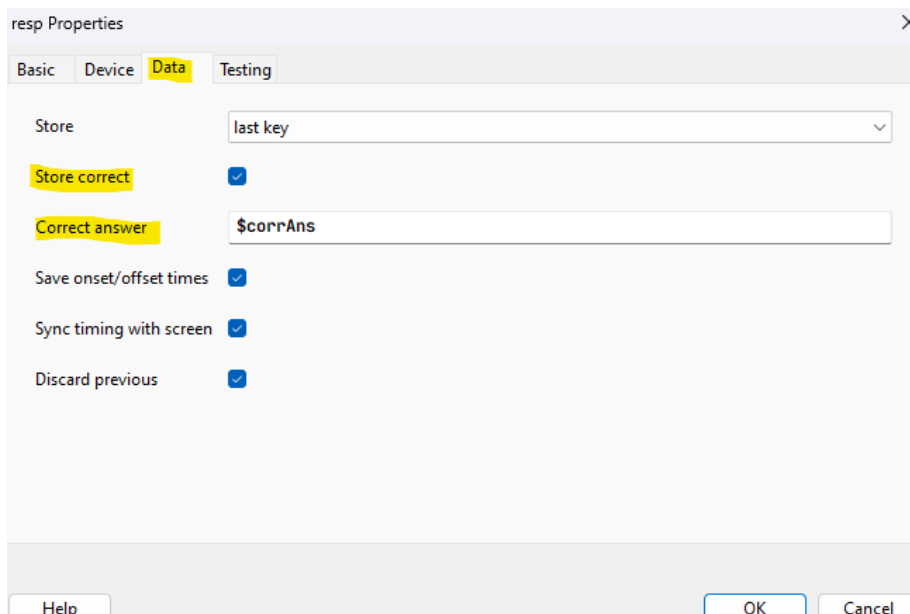 resp Properties
Basic Device Data Testing
Store last key
Store correct
Correct answer $corrAns
Save onset/offset times
Sync timing with screen
Discard previous
Help OK Cancel